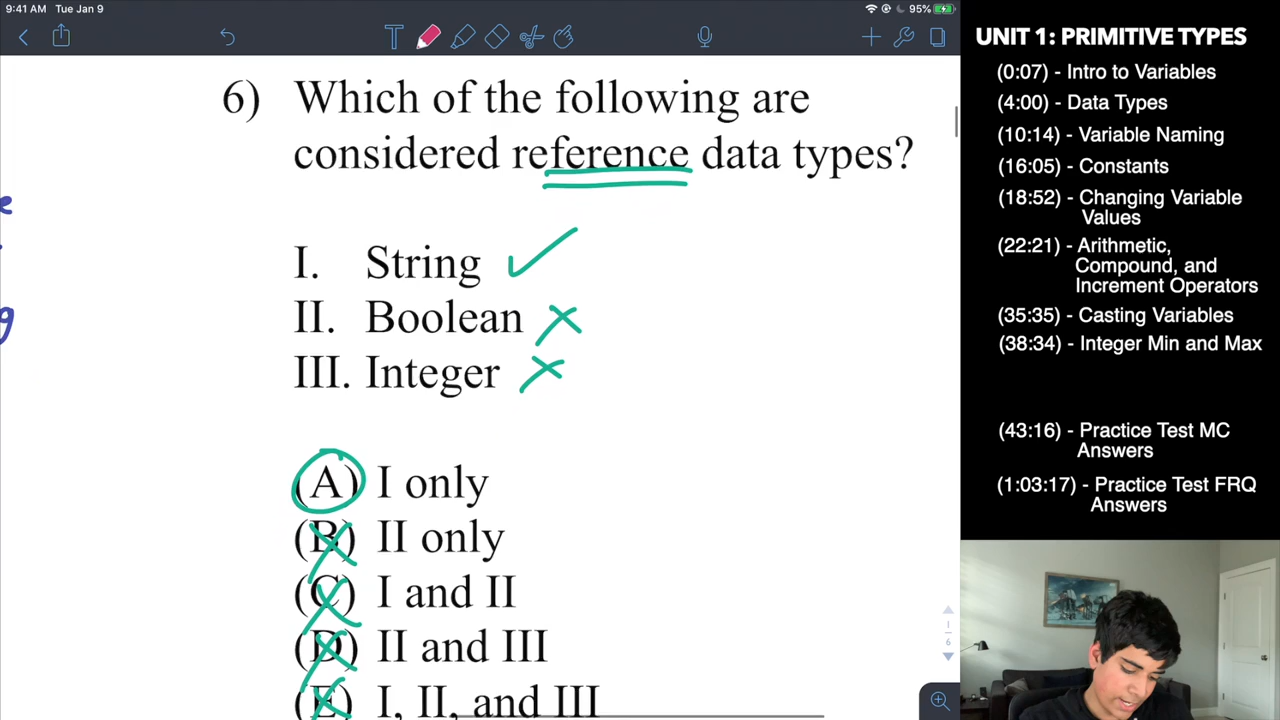 9:41 AM Tue Jan 9
95%
T
6) Which of the following are
considered reference data types?
I. String
II. Boolean
III. Integer
(A) I only
(B) II only
(C) I and II
(D) II and III
(E) I, II, and III
1
6
UNIT 1: PRIMITIVE TYPES
(0:07) - Intro to Variables
(4:00) - Data Types
(10:14) - Variable Naming
(16:05) - Constants
(18:52) - Changing Variable
Values
(22:21) - Arithmetic,
Compound, and
Increment Operators
(35:35) - Casting Variables
(38:34) - Integer Min and Max
(43:16) - Practice Test MC
Answers
(1:03:17) - Practice Test FRQ
Answers